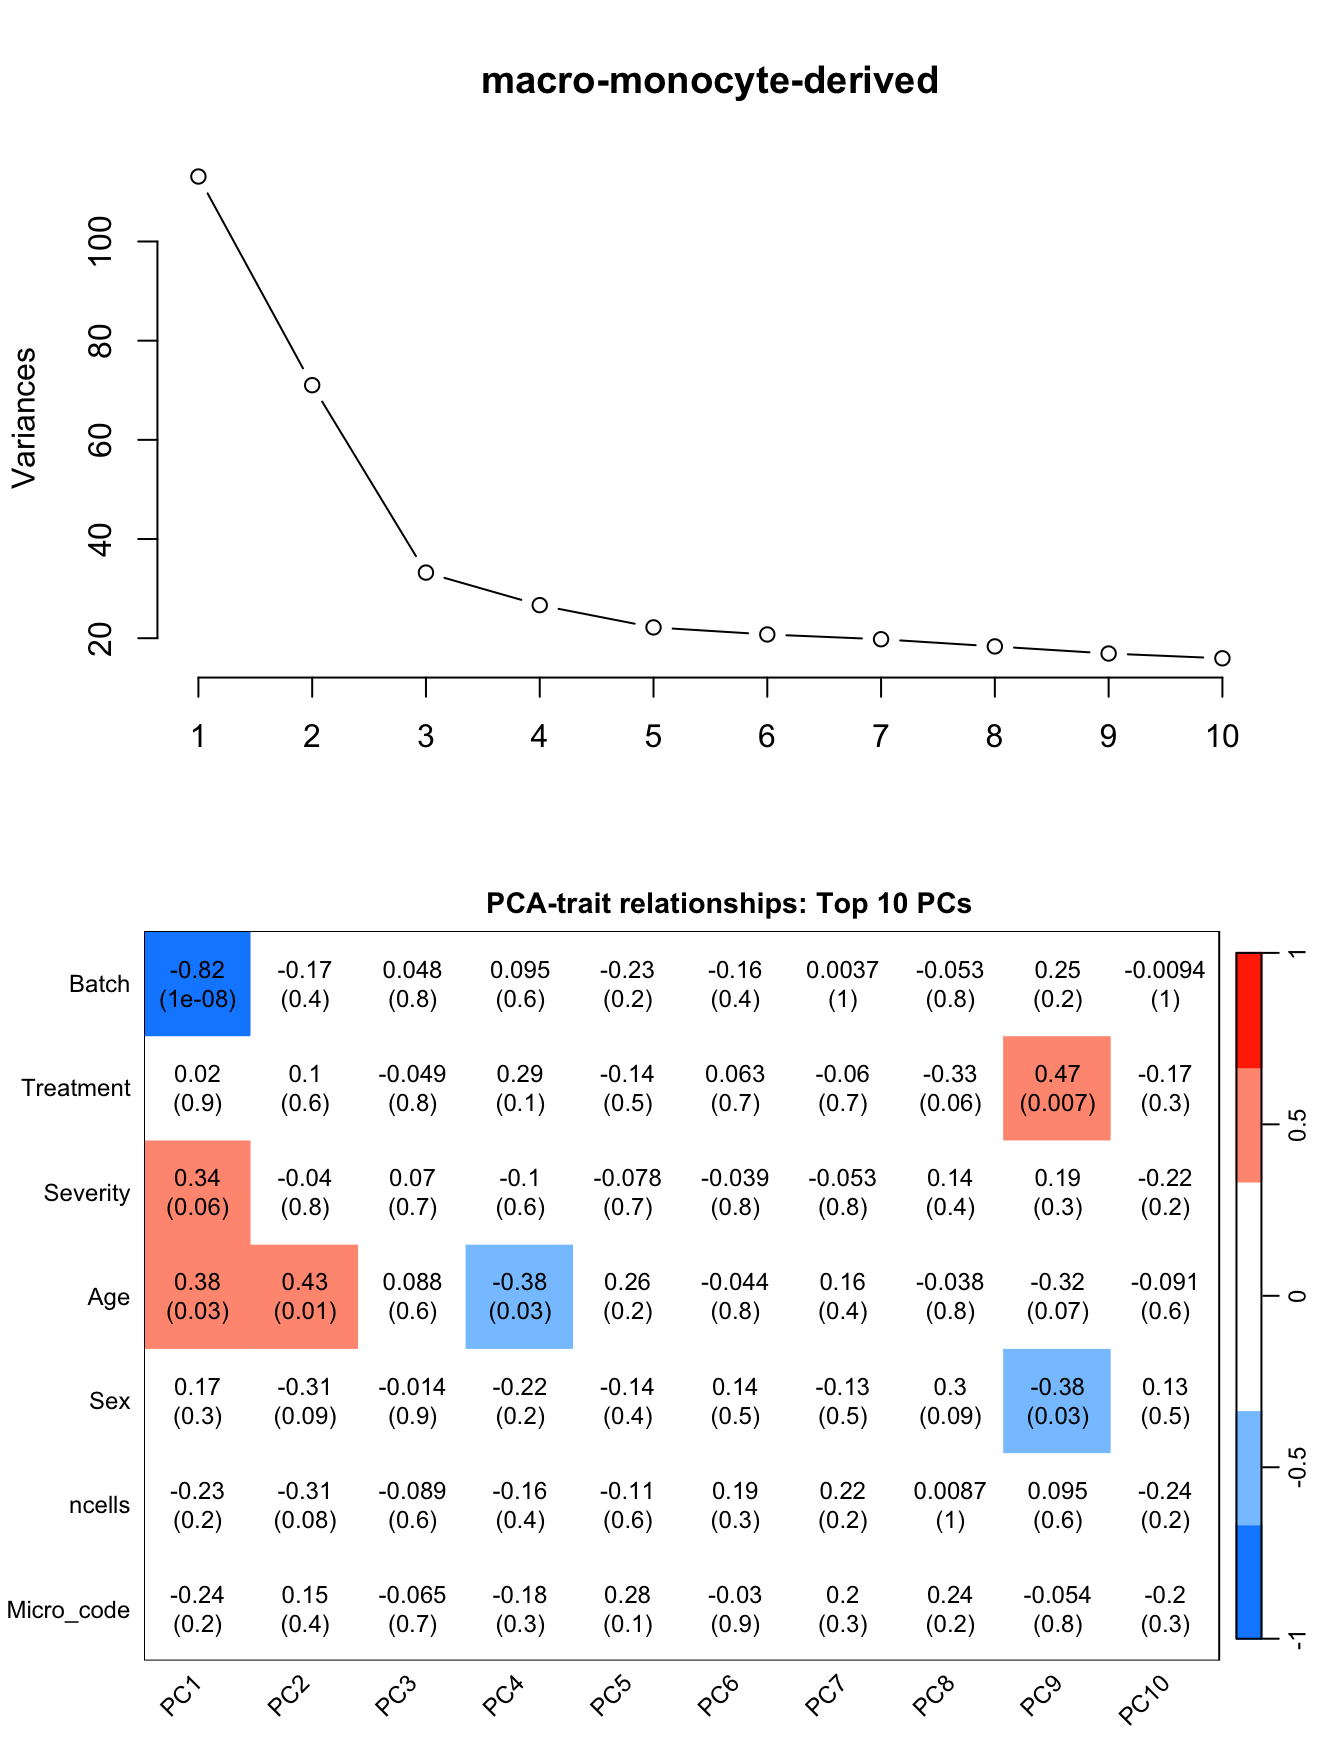 macro-monocyte-derived
Variances
100
80
60
40
20
1 2 3 4 5 6 7 8 9 10
PCA-trait relationships: Top 10 PCs
Batch -0.82 -0.17 0.048 0.095 -0.23 -0.16 0.0037 -0.053 0.25 -0.0094
(1e-08) (0.4) (0.8) (0.6) (0.2) (0.4) (1) (0.8) (0.2) (1)
Treatment 0.02 0.1 -0.049 0.29 -0.14 0.063 -0.06 -0.33 0.47 -0.17
(0.9) (0.6) (0.8) (0.1) (0.5) (0.7) (0.7) (0.06) (0.007) (0.3)
Severity 0.34 -0.04 0.07 -0.1 -0.078 -0.039 -0.053 0.14 0.19 -0.22
(0.06) (0.8) (0.7) (0.6) (0.7) (0.8) (0.8) (0.4) (0.3) (0.2)
Age 0.38 0.43 0.088 -0.38 0.26 -0.044 0.16 -0.038 -0.32 -0.091
(0.03) (0.01) (0.6) (0.03) (0.2) (0.8) (0.4) (0.8) (0.07) (0.6)
Sex 0.17 -0.31 -0.014 -0.22 -0.14 0.14 -0.13 0.3 -0.38 0.13
(0.3) (0.09) (0.9) (0.2) (0.4) (0.5) (0.5) (0.09) (0.03) (0.5)
ncells -0.23 -0.31 -0.089 -0.16 -0.11 0.19 0.22 0.0087 0.095 -0.24
(0.2) (0.08) (0.6) (0.4) (0.6) (0.3) (0.2) (1) (0.6) (0.2)
Micro_code -0.24 0.15 -0.065 -0.18 0.28 -0.03 0.2 0.24 -0.054 -0.2
(0.2) (0.4) (0.7) (0.3) (0.1) (0.9) (0.3) (0.2) (0.8) (0.3)
PC1 PC2 PC3 PC4 PC5 PC6 PC7 PC8 PC9 PC10
1
0.5
0
-0.5
-1